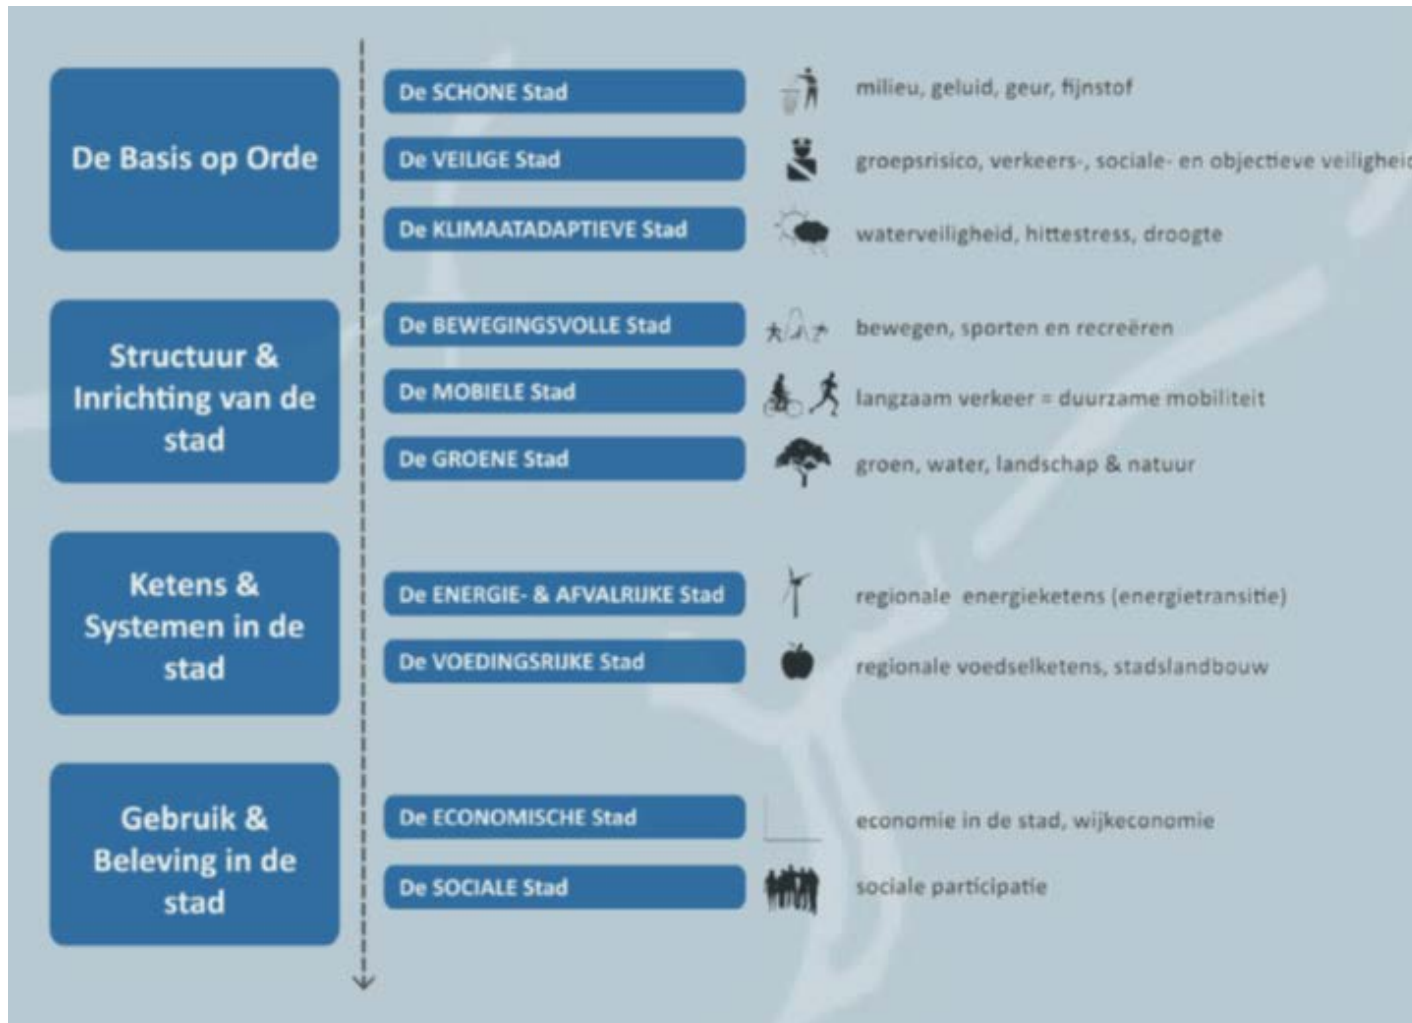 De Basis op Orde
De SCHONE Stad
milieu, geluid, geur, fijnstof
De VEILIGE Stad
groepsrisico, verkeers-, sociale- en objectieve veiligheid
De KLIMAATADAPTIEVE Stad
waterveiligheid, hittestress, droogte
Structuur &
Inrichting van de
stad
De BEWEGINGSVOLLE Stad
bewegen, sporten en recreëren
De MOBIELE Stad
langzaam verkeer = duurzame mobiliteit
De GROENE Stad
groen, water, landschap & natuur
Ketens &
Systemen in de
stad
De ENERGIE- & AFVALRIJKE Stad
regionale energieketens (energietransitie)
De VOEDINGSRIJKE Stad
regionale voedselketens, stadslandbouw
Gebruik &
Beleving in de
stad
De ECONOMISCHE Stad
economie in de stad, wijkeconomie
De SOCIALE Stad
sociale participatie